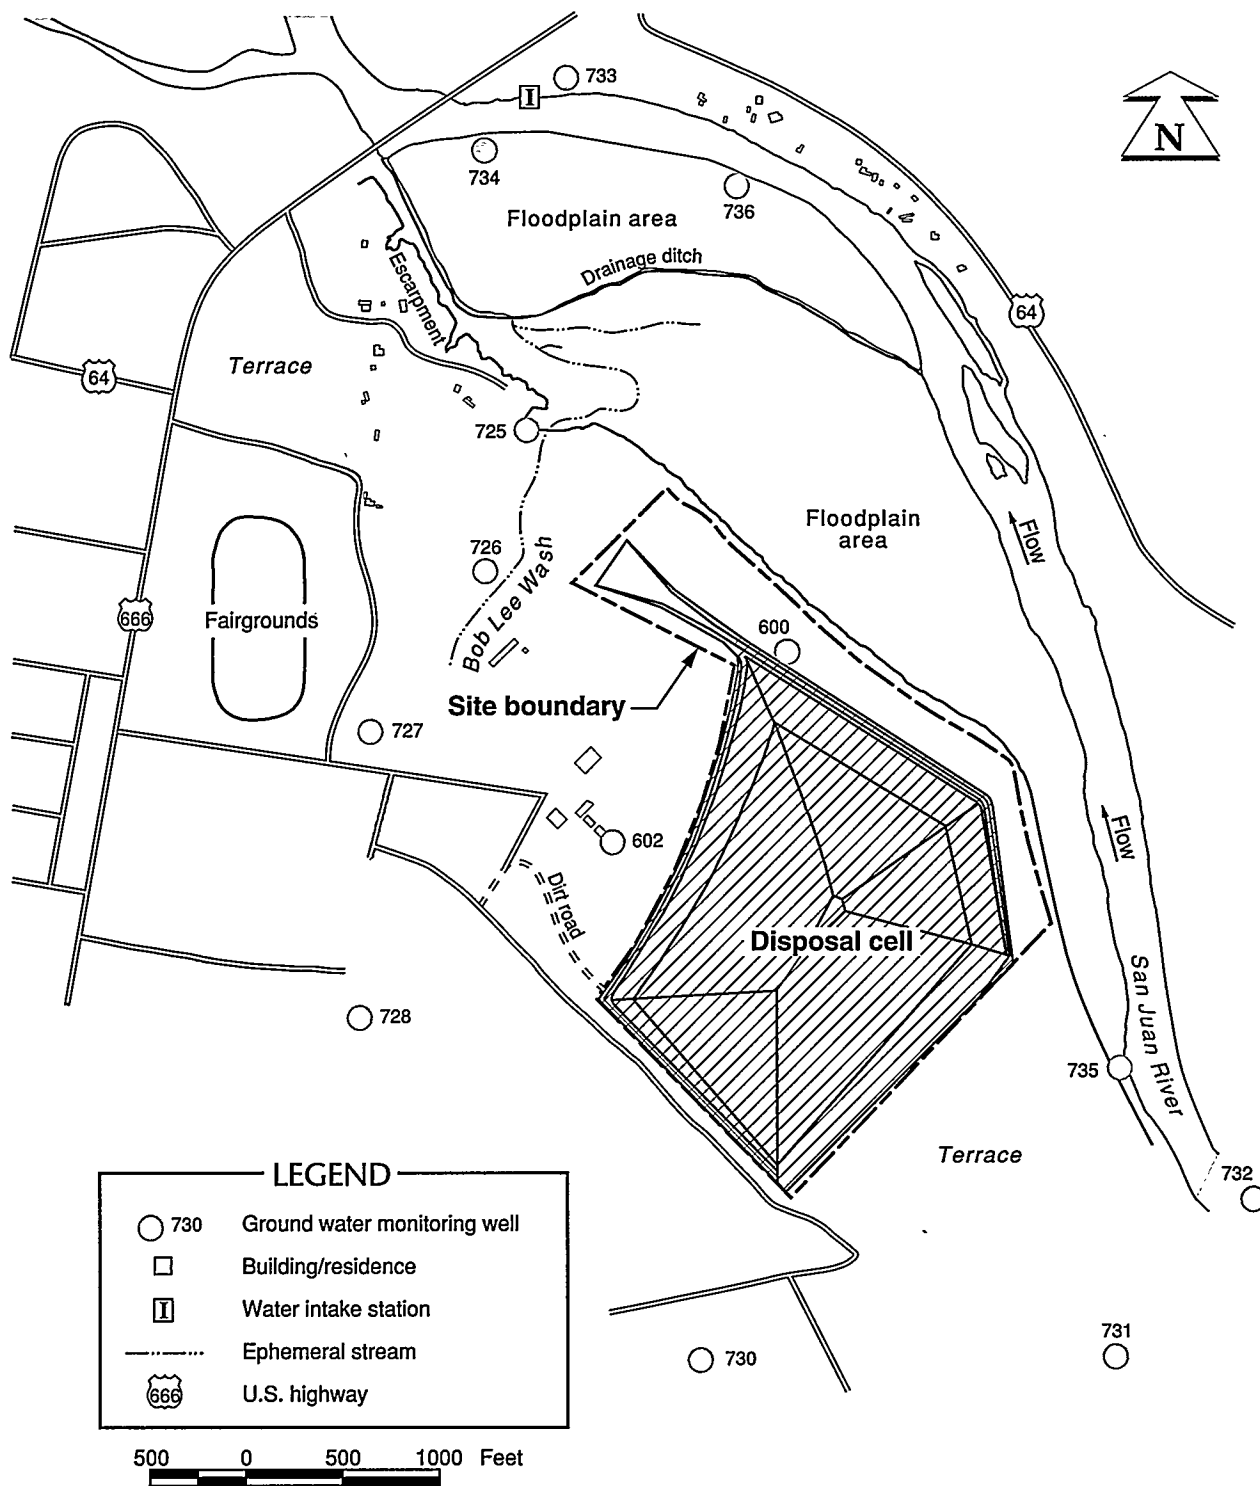 733
I
N
734
736
Floodplain area
Drainage ditch
Escarpment
64
Terrace
64
725
Floodplain
area
Flow
726
Bob Lee Wash
666
Fairgrounds
600
Site boundary
727
602
Flow
Dirt road
Disposal cell
San Juan River
728
735
Terrace
732
LEGEND
730 Ground water monitoring well
Building/residence
I Water intake station
Ephemeral stream
666 U.S. highway
731
730
500 0 500 1000 Feet